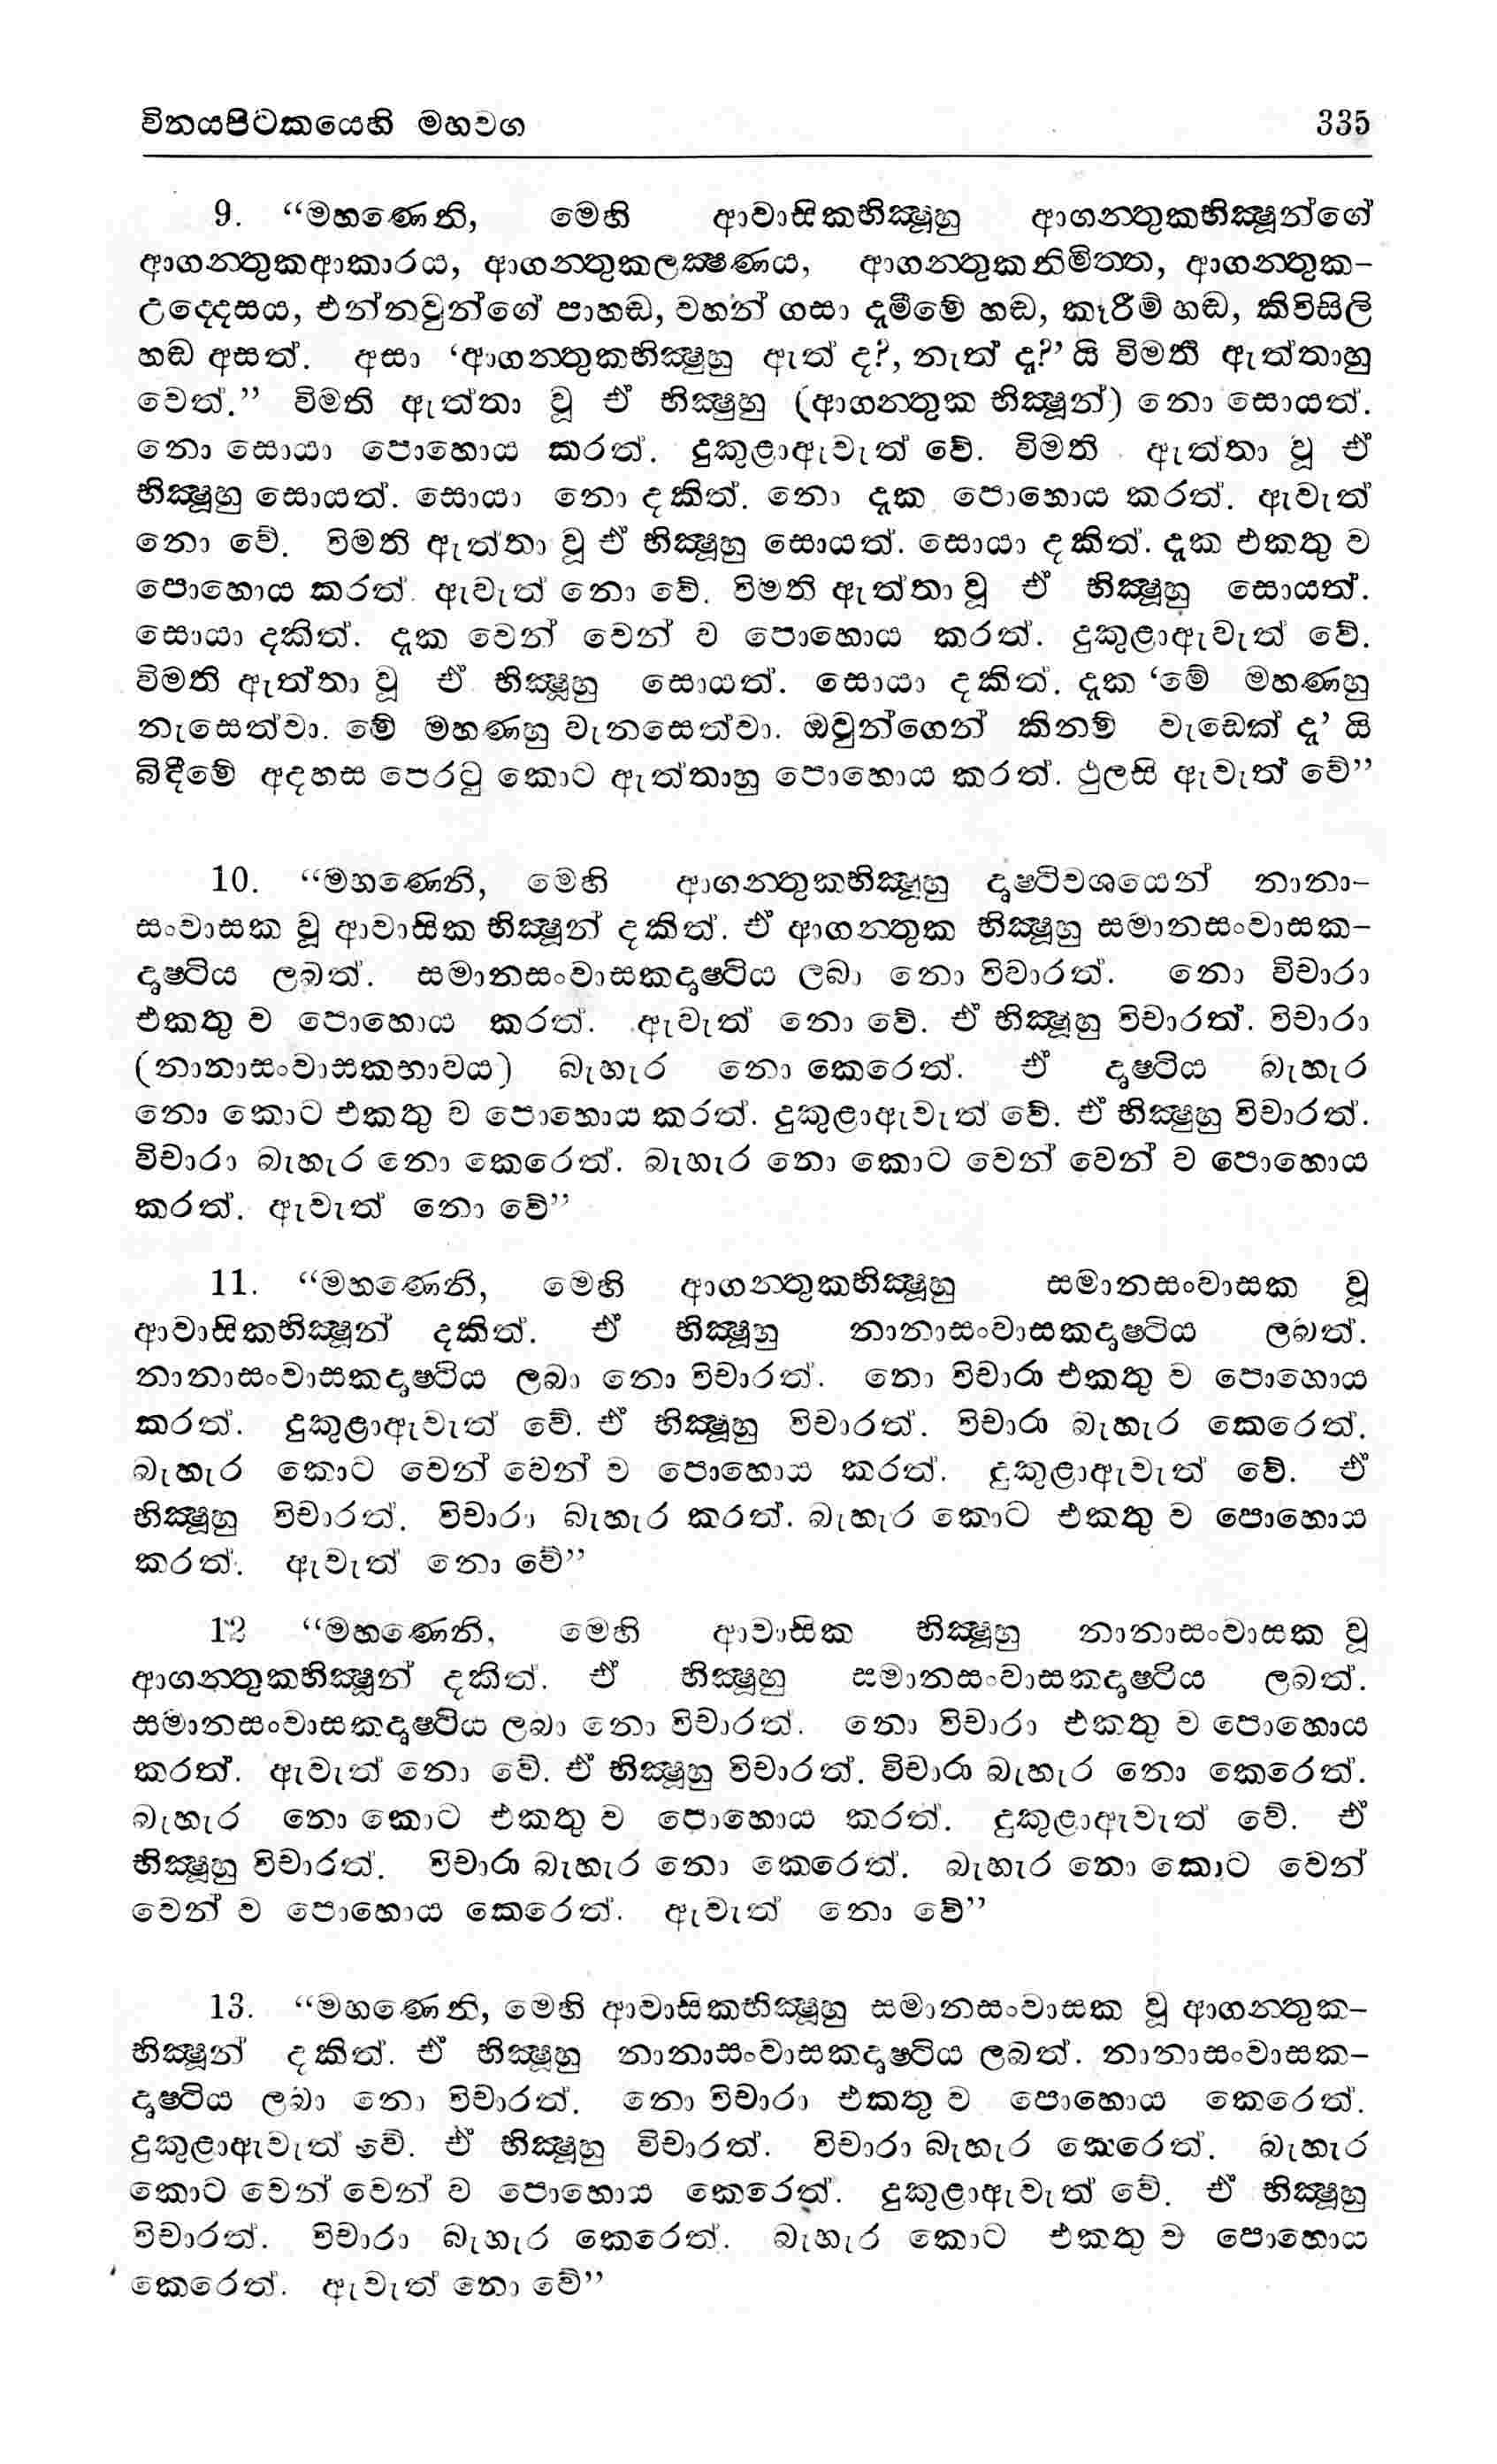 විනයපිටකයෙහි මහවග 335
9. “මහණෙනි, මෙහි ආවාසිකභික්‍ෂූහු ආගන්තුකභික්‍ෂූන්ගේ
ආගන්තුකආකාරය, ආගන්තුකලක්‍ෂණය, ආගන්තුකනිමිත්ත, ආගන්තුක-
උද්දෙසය, එන්නවුන්ගේ පාහඬ, වහන් ගසා දැමීමේ හඬ, කෑරීම් හඬ, කිවිසිලි
හඬ අසත්. අසා ‘ආගන්තුකභික්‍ෂුහු ඇත් ද?, නැත් ද?’ යි විමති ඇත්තාහු
වෙත්.” විමති ඇත්තා වූ ඒ භික්‍ෂුහු (ආගන්තුක භික්‍ෂූන්) නො සොයත්.
නො සොයා පොහොය කරත්. දුකුළාඇවැත් වේ. විමති ඇත්තා වූ ඒ
භික්‍ෂූහු සොයත්. සොයා නො දකිත්. නො දැක පොහොය කරත්. ඇවැත්
නො වේ. විමති ඇත්තා වූ ඒ භික්‍ෂූහු සොයත්. සොයා දකිත්. දැක එකතු ව
පොහොය කරත්. ඇවැත් නො වේ. විමති ඇත්තා වූ ඒ භික්‍ෂූහු සොයත්.
සොයා දකිත්. දැක වෙන් වෙන් ව පොහොය කරත්. දුකුළාඇවැත් වේ.
විමති ඇත්තා වූ ඒ භික්‍ෂූහු සොයත්. සොයා දකිත්. දැක ‘මේ මහණහු
නැසෙත්වා. මේ මහණහු වැනසෙත්වා. ඔවුන්ගෙන් කිනම් වැඩෙක් ද’ යි
බිදීමේ අදහස පෙරටු කොට ඇත්තාහු පොහොය කරත්. ථුලසි ඇවැත් වේ”
10. “මහණෙනි, මෙහි ආගන්තුකභික්‍ෂූහු දෘෂ්ටිවශයෙන් නානා-
සංවාසක වූ ආවාසික භික්‍ෂූන් දකිත්. ඒ ආගන්තුක භික්‍ෂූහු සමානසංවාසක-
දෘෂ්ටිය ලබත්. සමානසංවාසකදෘෂ්ටිය ලබා නො විචාරත්. නො විචාරා
එකතු ව පොහොය කරත්. ඇවැත් නො වේ. ඒ භික්‍ෂූහු විචාරත්. විචාරා
(නානාසංවාසකභාවය) බැහැර නො කෙරෙත්. ඒ දෘෂ්ටිය බැහැර
නො කොට එකතු ව පොහොය කරත්. දුකුළාඇවැත් වේ. ඒ භික්‍ෂුහු විචාරත්.
විචාරා බැහැර නො කෙරෙත්. බැහැර නො කොට වෙන් වෙන් ව පොහොය
කරත්. ඇවැත් නො වේ”
11. “මහණෙනි, මෙහි ආගන්තුකභික්‍ෂූහු සමානසංවාසක වූ
ආවාසිකභික්‍ෂූන් දකිත්. ඒ භික්‍ෂූහු නානාසංවාසකදෘෂ්ටිය ලබත්.
නානාසංවාසකදෘෂ්ටිය ලබා නො විචාරත්. නො විචාරා එකතු ව පොහොය
කරත්. දුකුළාඇවැත් වේ. ඒ භික්‍ෂූහු විචාරත්. විචාරා බැහැර කෙරෙත්.
බැහැර කොට වෙන් වෙන් ව පොහොය කරත්. දුකුළාඇවැත් වේ. ඒ
භික්‍ෂූහු විචාරත්. විචාරා බැහැර කරත්. බැහැර කොට එකතු ව පොහොය
කරත්. ඇවැත් නො වේ”
12 “මහණෙනි, මෙහි ආවාසික භික්‍ෂූහු නානාසංවාසක වූ
ආගන්තුකභික්‍ෂූන් දකිත්. ඒ භික්‍ෂූහු සමානසංවාසකදෘෂ්ටිය ලබත්.
සමානසංවාසකදෘෂ්ටිය ලබා නො විචාරත්. නො විචාරා එකතු ව පොහොය
කරත්. ඇවැත් නො වේ. ඒ භික්‍ෂූහු විචාරත්. විචාරා බැහැර නො කෙරෙත්.
බැහැර නො කොට එකතු ව පොහොය කරත්. දුකුළාඇවැත් වේ. ඒ
භික්‍ෂූහු විචාරත්. විචාරා බැහැර නො කෙරෙත්. බැහැර නො කොට වෙන්
වෙන් ව පොහොය කෙරෙත්. ඇවැත් නො වේ”
13. “මහණෙනි, මෙහි ආවාසිකභික්‍ෂූහු සමානසංවාසක වූ ආගන්තුක-
භික්‍ෂූන් දකිත්. ඒ භික්‍ෂූහු නානාසංවාසකදෘෂ්ටිය ලබත්. නානාසංවාසක-
දෘෂ්ටිය ලබා නො විචාරත්. නො විචාරා එකතු ව පොහොය කෙරෙත්.
දුකුළාඇවැත් වේ. ඒ භික්‍ෂූහු විචාරත්. විචාරා බැහැර කෙරෙත්. බැහැර
කොට වෙන් වෙන් ව පොහොය කෙරෙත්. දුකුළාඇවැත් වේ. ඒ භික්‍ෂූහු
විචාරත්. විචාරා බැහැර කෙරෙත්. බැහැර කොට එකතු ව පොහොය
කෙරෙත්. ඇවැත් නො වේ”